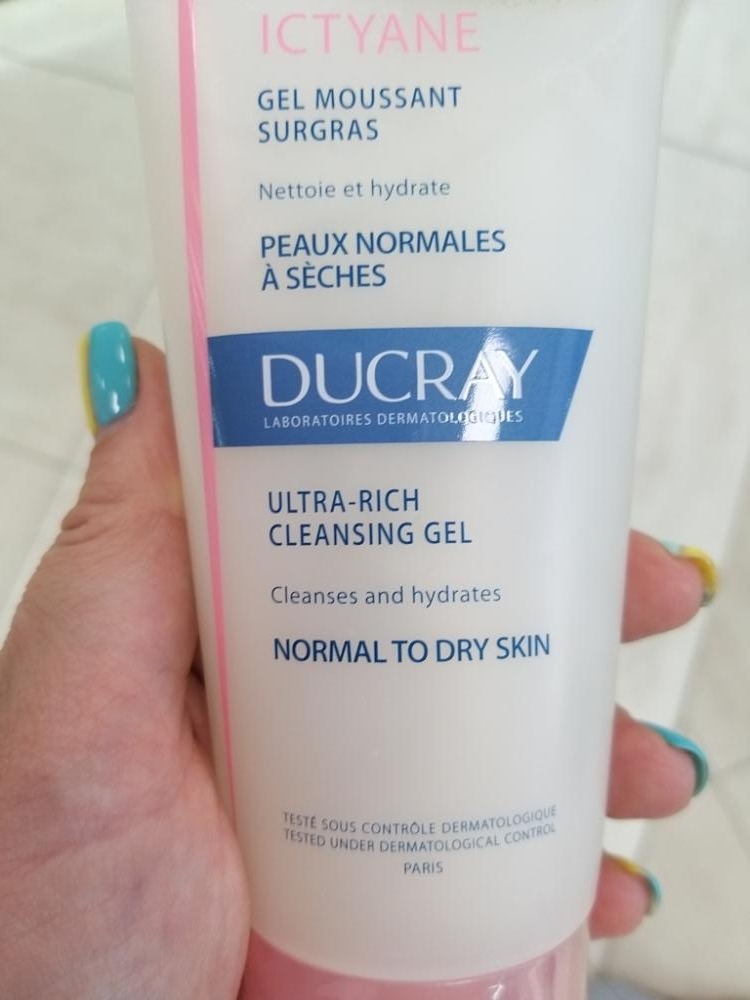 ICTYANE
GEL MOUSSANT
SURGRAS
Nettoie et hydrate
PEAUX NORMALES
À SÈCHES
DUCRAY
LABORATOIRES DERMATOLOGIQUES
ULTRA-RICH
CLEANSING GEL
Cleanses and hydrates
NORMAL TO DRY SKIN
TESTÉ SOUS CONTRÔLE DERMATOLOGIQUE
TESTED UNDER DERMATOLOGICAL CONTROL
PARIS